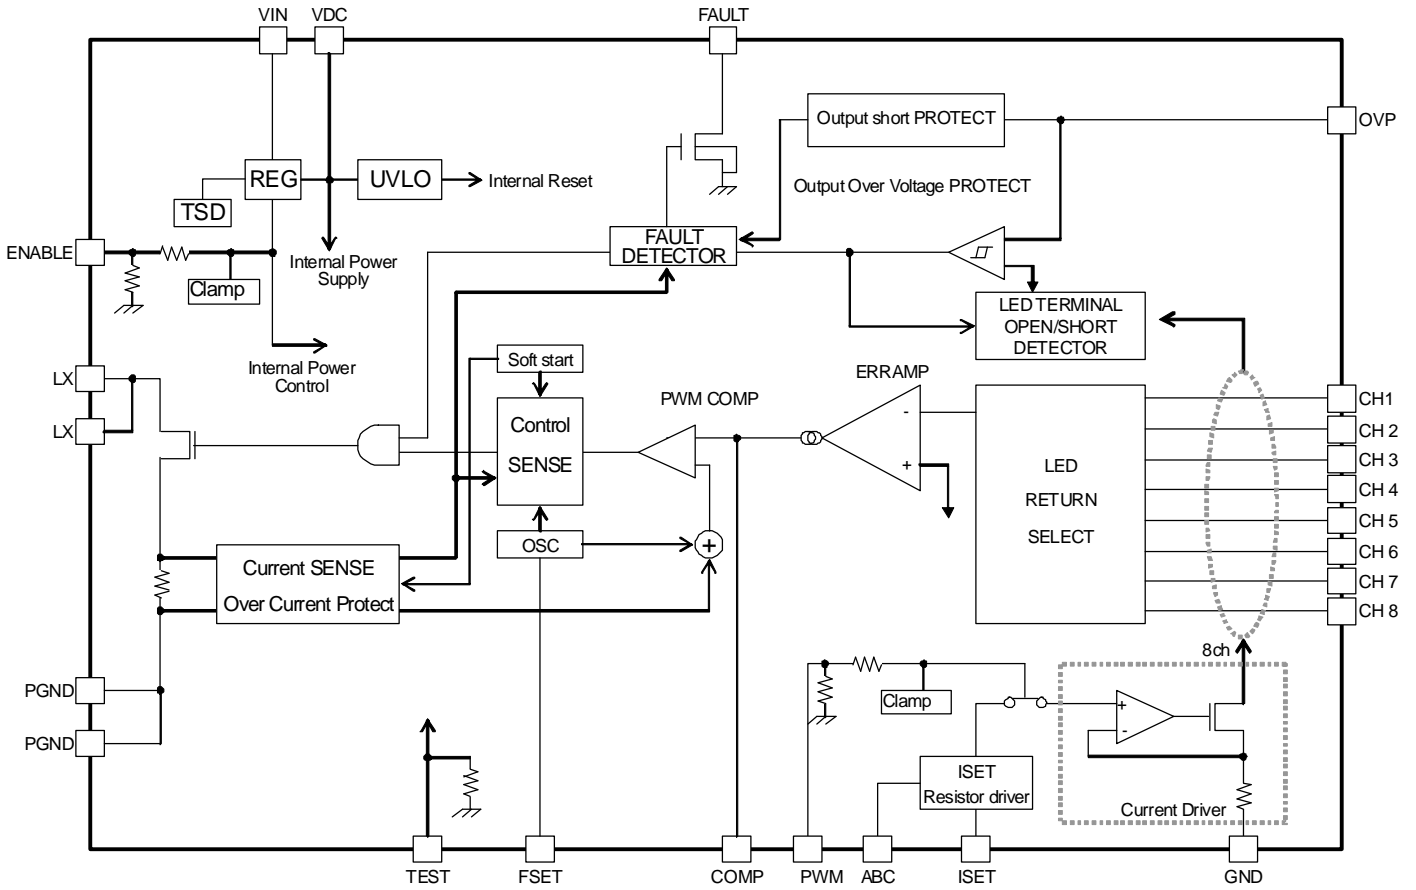 VIN
VDC
FAULT
Output short PROTECT
OVP
REG
UVLO
Internal Reset
Output Over Voltage PROTECT
TSD
FAULT
DETECTOR
ENABLE
Internal Power
Supply
Clamp
LED TERMINAL
OPEN/SHORT
DETECTOR
Soft start
Internal Power
Control
LX
ERRAMP
PWM COMP
CH1
-
LX
Control
CH 2
SENSE
CH 3
+
LED
CH 4
RETURN
CH 5
SELECT
OSC
+
CH 6
Current SENSE
CH 7
Over Current Protect
CH 8
8ch
PGND
Clamp
+
-
PGND
ISET
Resistor driver
Current Driver
TEST
FSET
COMP
PWM
ABC
ISET
GND